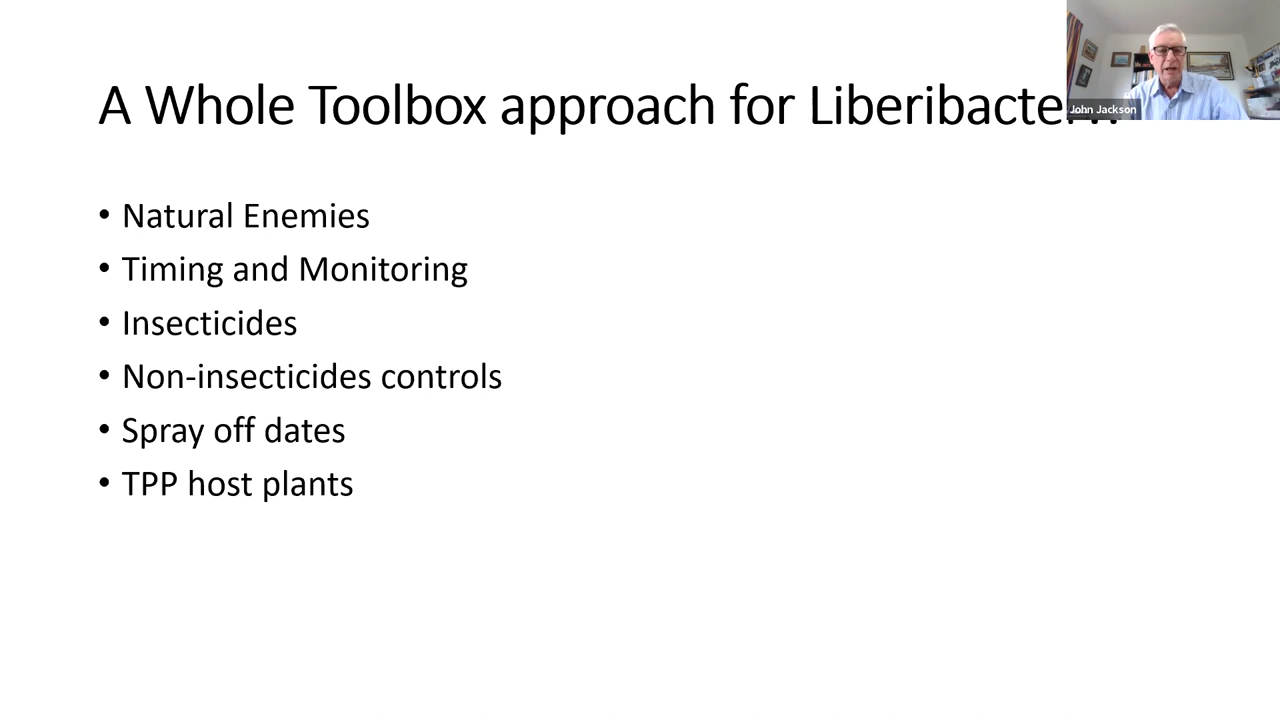 A Whole Toolbox approach for Liberibacter..
John Jackson
• Natural Enemies
• Timing and Monitoring
• Insecticides
• Non-insecticides controls
• Spray off dates
• TPP host plants